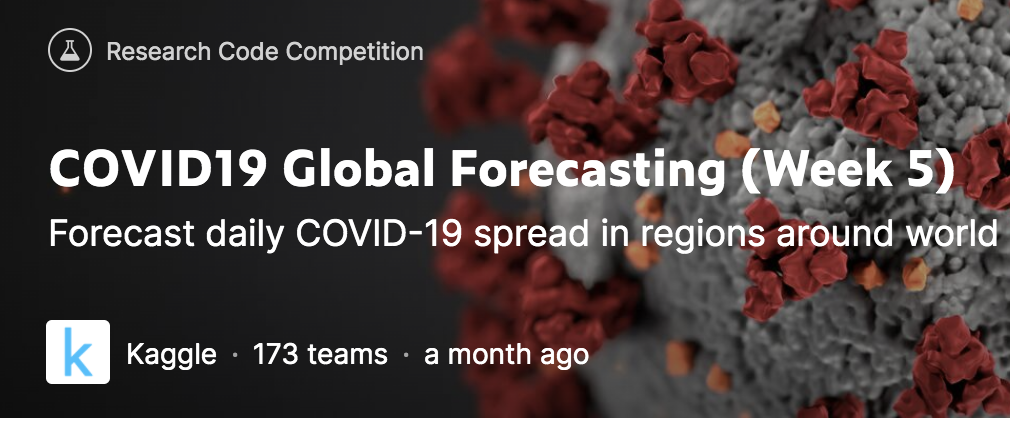 Research Code Competition
COVID19 Global Forecasting (Week 5)
Forecast daily COVID-19 spread in regions around world
k
Kaggle · 173 teams · a month ago